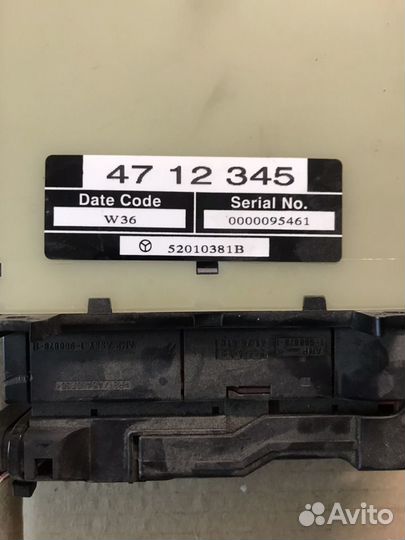 47 12 345
Date Code Serial No.
W36 0000095461
52010381B
Avito